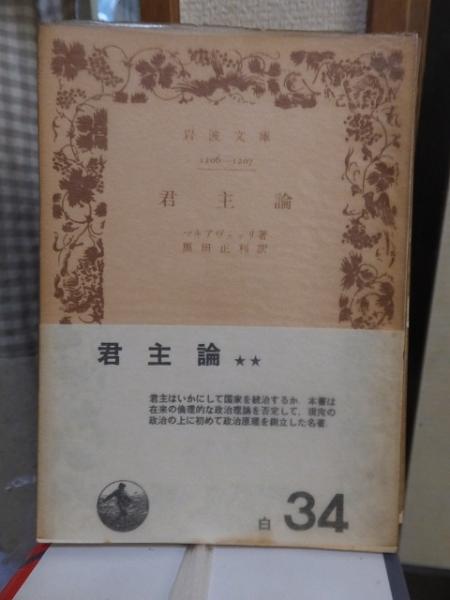 岩波文庫
1206—1207
君主論
マキアヴェッリ著
黒田正利訳
君主論 ★★
君主はいかにして国家を統治するか．本書は
在来の倫理的な政治理論を否定して，現実の
政治の上に初めて政治原理を樹立した名著．
白 34